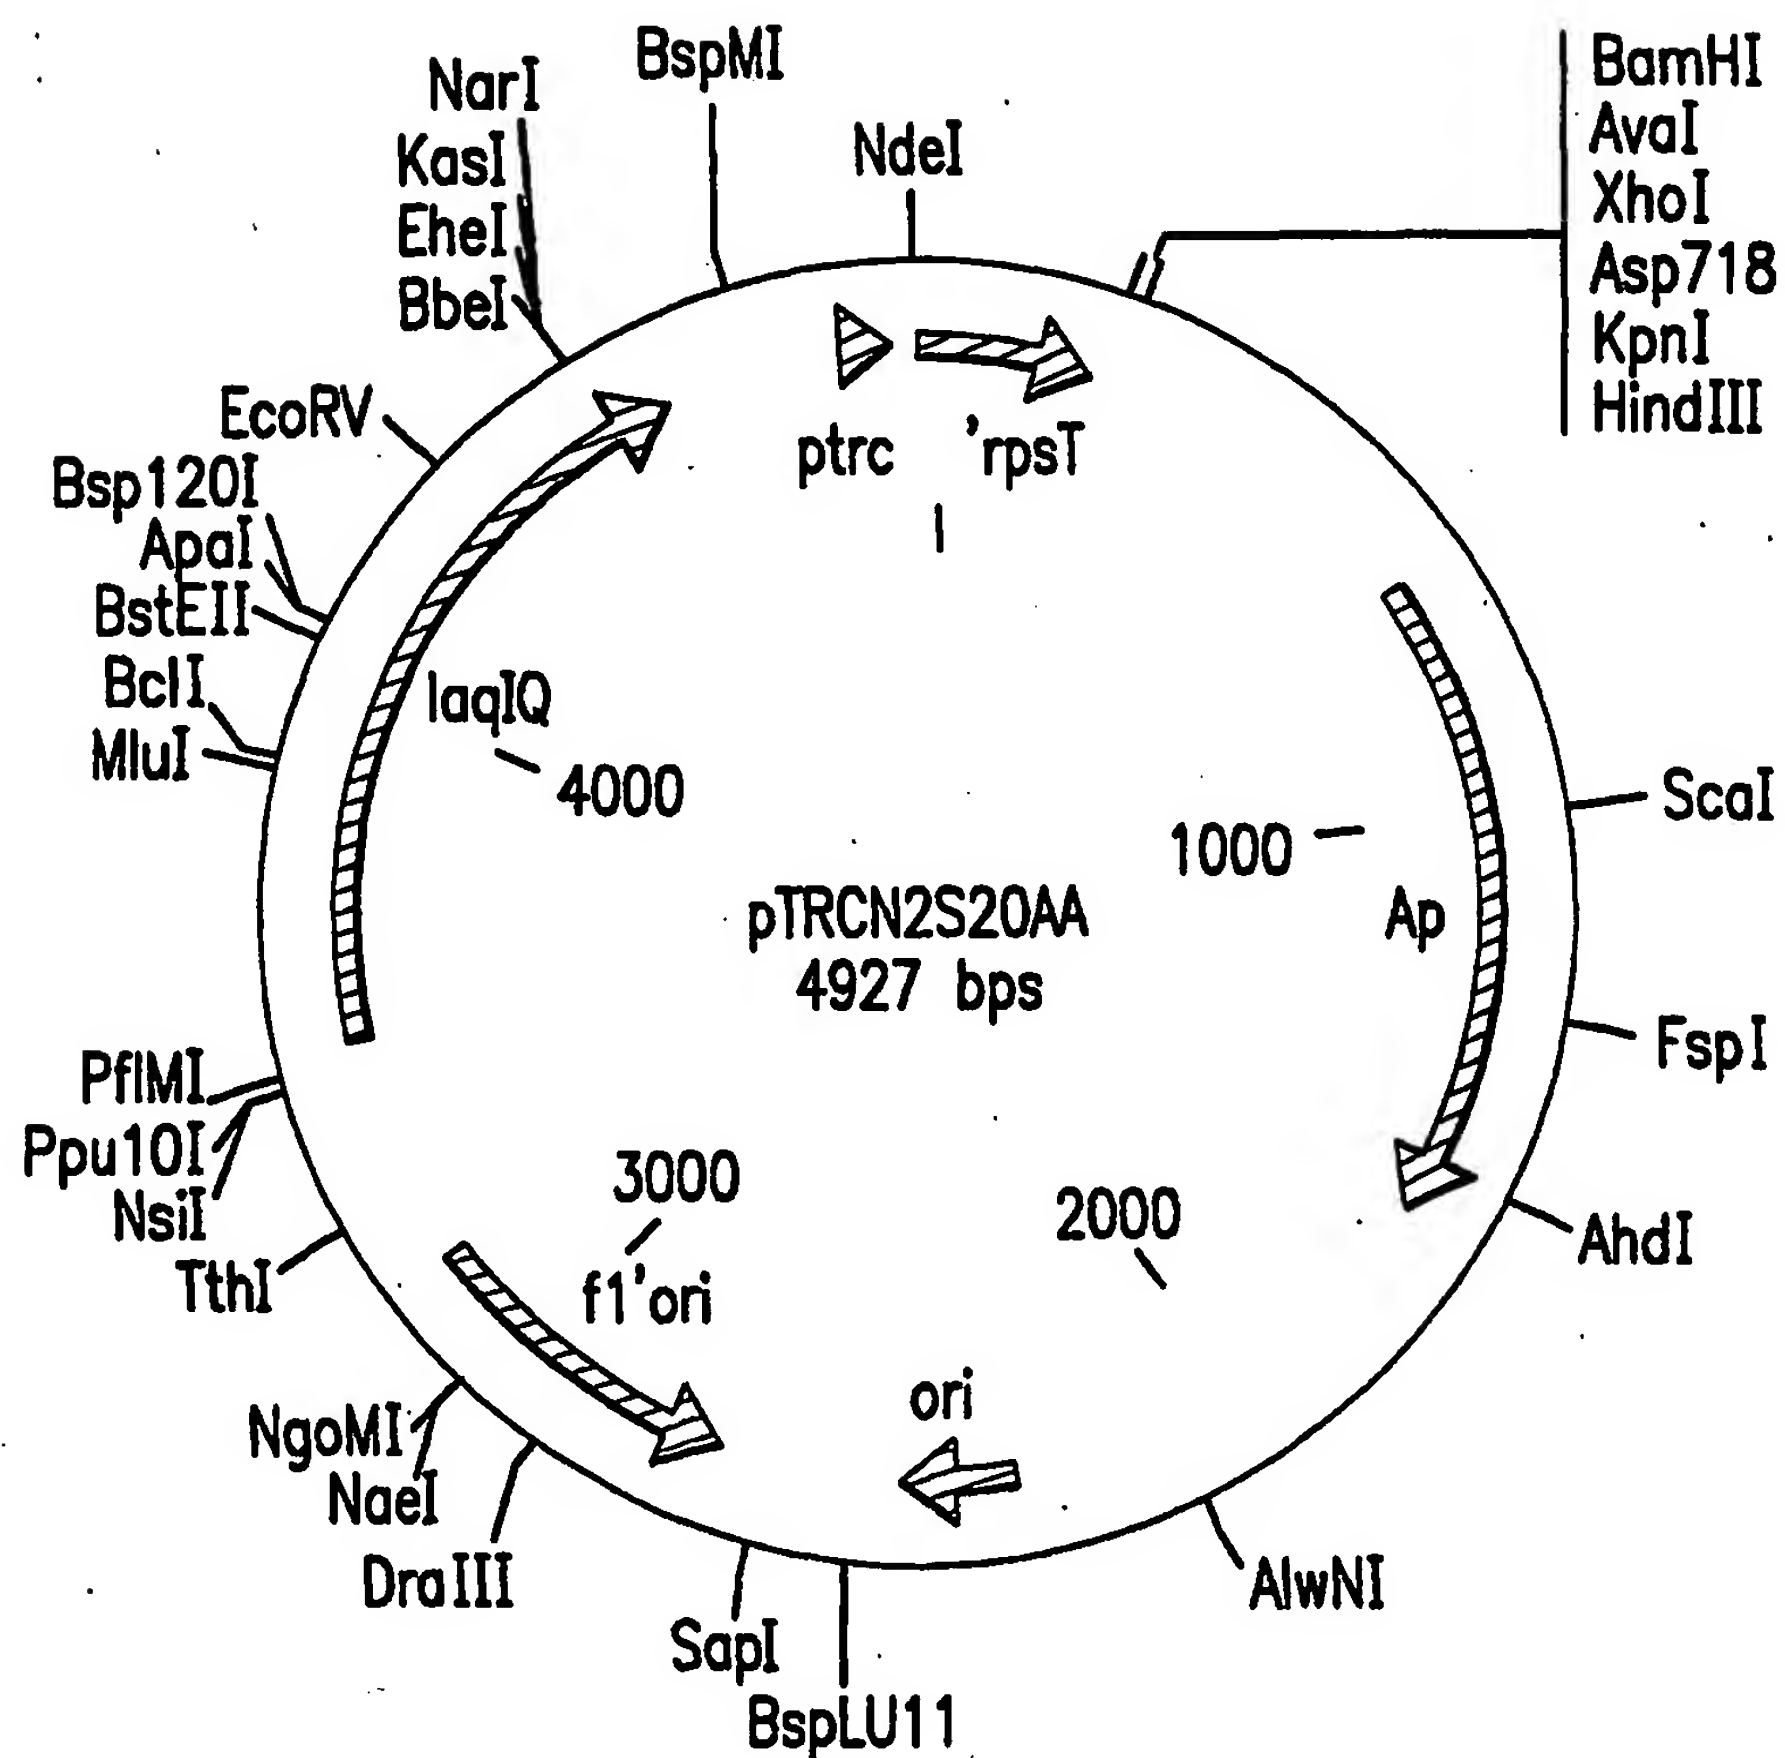 BspMI
NarI
KasI
EheI
BbeI
NdeI
BamHI
AvaI
XhoI
Asp718
KpnI
HindIII
EcoRV
Bsp120I
ApaI
BstEII
BclI
MluI
ptrc
'rpsT
1
laqIQ
4000
1000
ScaI
Ap
pTRCN2S20AA
4927 bps
FspI
PflMI
Ppu10I
NsiI
TthI
3000
f1'ori
2000
AhdI
ori
NgoMI
NaeI
DraIII
SapI
BspLU11
AlwNI